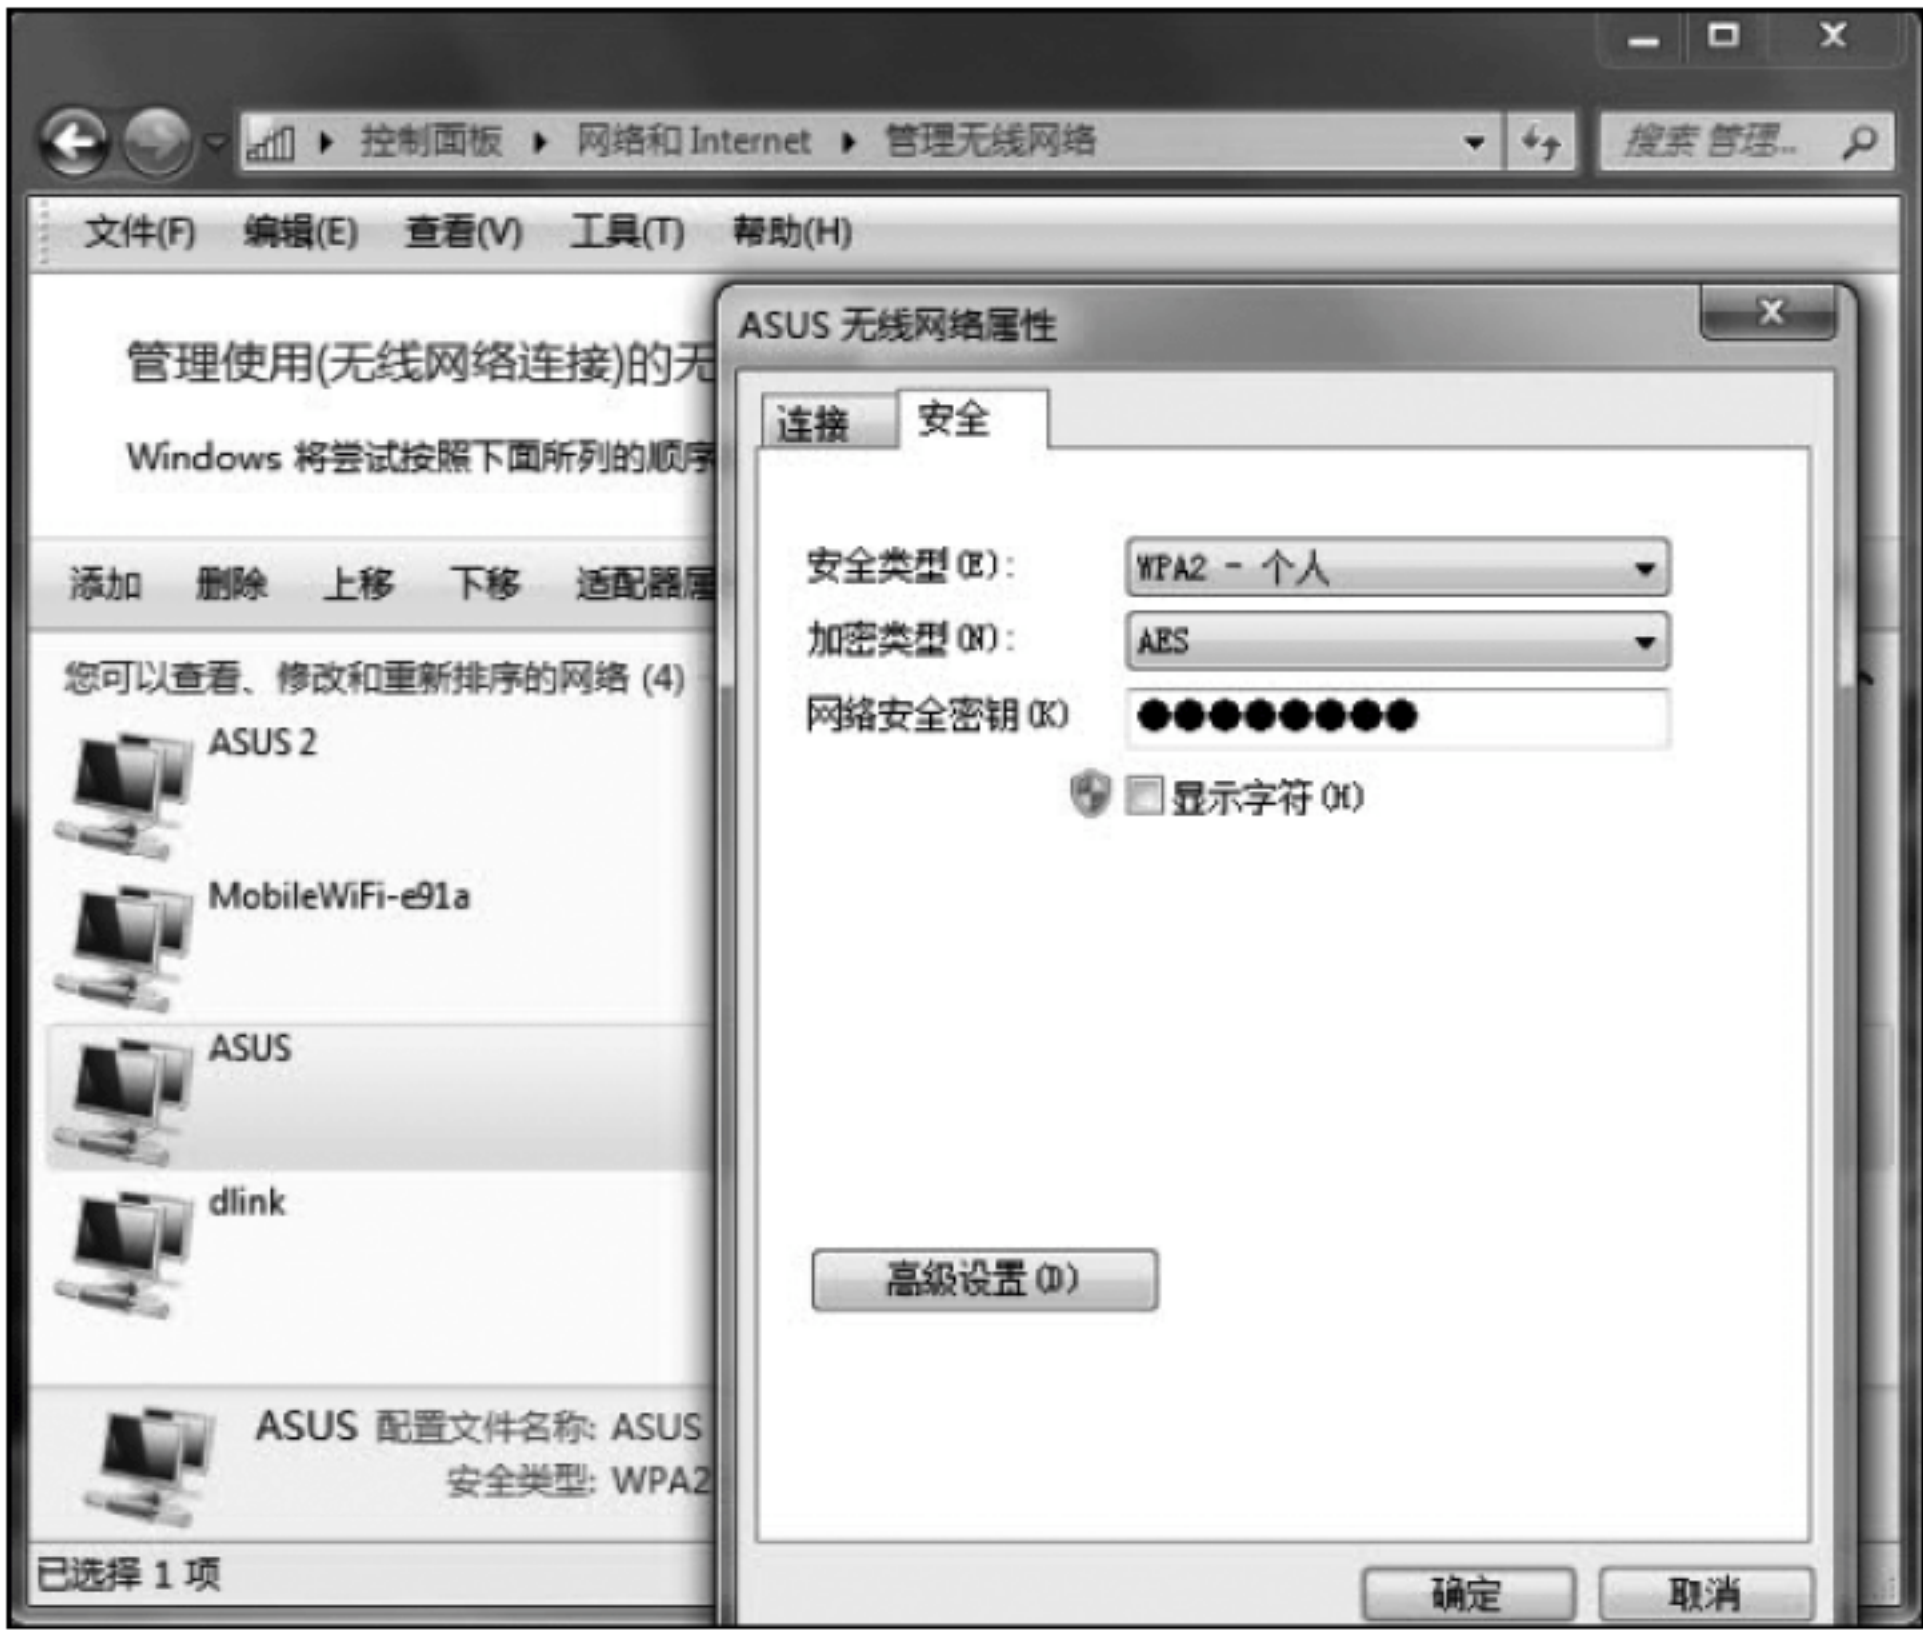 控制面板 网络和 Internet 管理无线网络 搜索 管理...
文件(F) 编辑(E) 查看(V) 工具(T) 帮助(H)
管理使用(无线网络连接)的无
Windows 将尝试按照下面所列的顺序
添加 删除 上移 下移 适配器属
您可以查看、修改和重新排序的网络 (4)
ASUS 2
MobileWiFi-e91a
ASUS
dlink
ASUS 配置文件名称: ASUS
安全类型: WPA2
已选择 1 项
ASUS 无线网络属性
连接 安全
安全类型(E): WPA2 - 个人
加密类型(N): AES
网络安全密钥(K) ●●●●●●●●
显示字符(H)
高级设置(D)
确定 取消